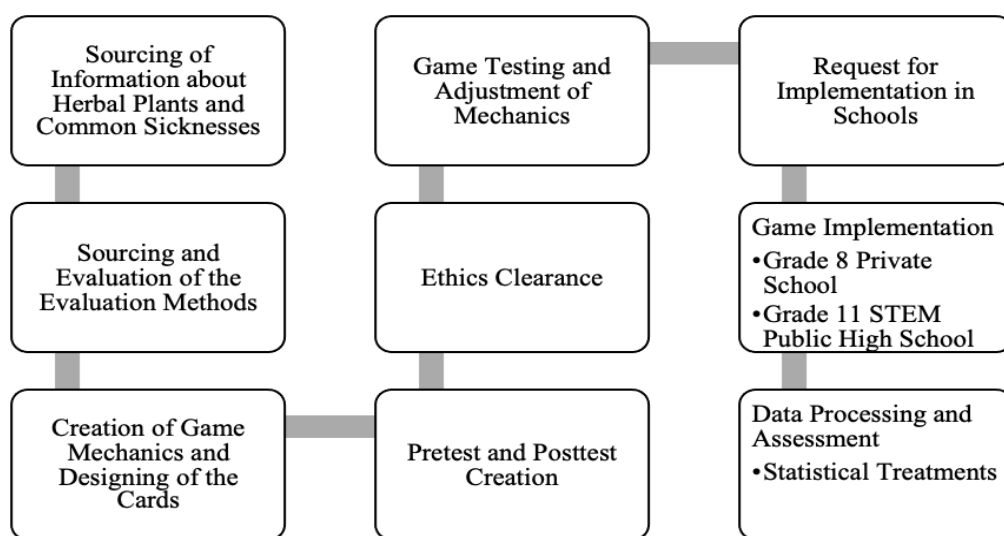 Sourcing of
Information about
Herbal Plants and
Common Sicknesses
Sourcing and
Evaluation of the
Evaluation Methods
Creation of Game
Mechanics and
Designing of the
Cards
Pretest and Posttest
Creation
Ethics Clearance
Game Testing and
Adjustment of
Mechanics
Request for
Implementation in
Schools
Game Implementation
•Grade 8 Private
School
•Grade 11 STEM
Public High School
Data Processing and
Assessment
•Statistical Treatments